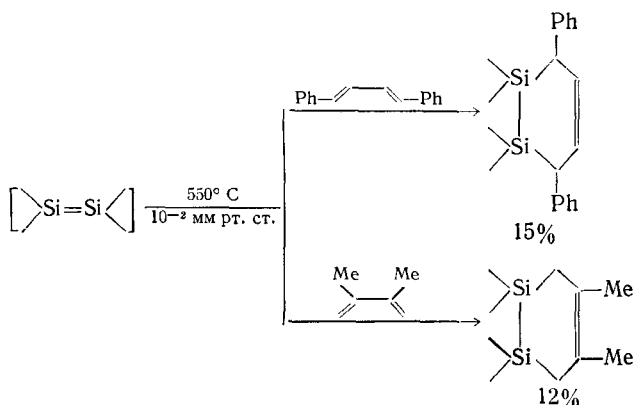 Ph
Si
Ph Ph
Si
Ph
15%
[Si=Si]
550° C
10⁻² мм рт. ст.
Me Me
Si Me
Si Me
12%